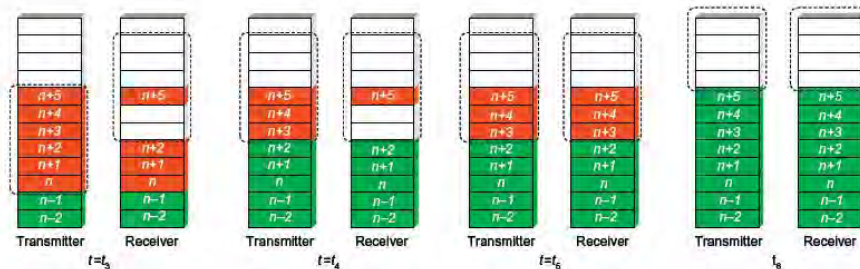 n+5
n+4
n+3
n+2
n+1
n
n–1
n–2
Transmitter
n+5
n+2
n+1
n
n–1
n–2
Receiver
t=t₃
n+5
n+4
n+3
n+2
n+1
n
n–1
n–2
Transmitter
n+5
n+2
n+1
n
n–1
n–2
Receiver
t=t₄
n+5
n+4
n+3
n+2
n+1
n
n–1
n–2
Transmitter
n+5
n+4
n+3
n+2
n+1
n
n–1
n–2
Receiver
t=t₅
n+5
n+4
n+3
n+2
n+1
n
n–1
n–2
Transmitter
n+5
n+4
n+3
n+2
n+1
n
n–1
n–2
Receiver
t₆